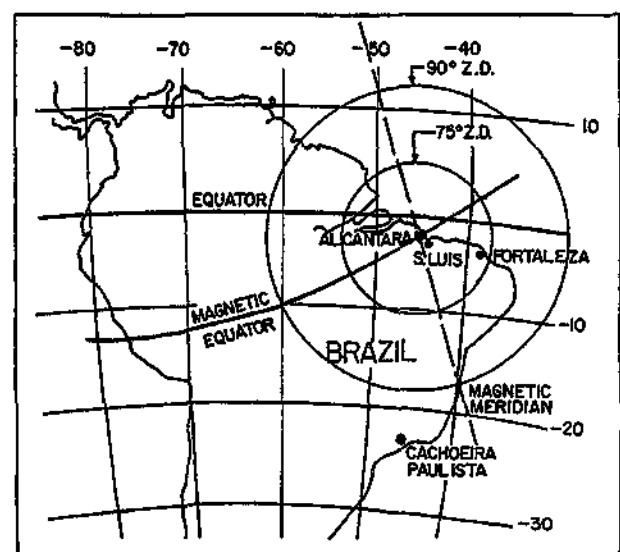 -80 -70 -60 -50 -40
90° Z.D.
75° Z.D.
10
EQUATOR
ALCANTARA
S.LUIS
FORTALEZA
MAGNETIC
EQUATOR
-10
BRAZIL
MAGNETIC
MERIDIAN
-20
CACHOEIRA
PAULISTA
-30